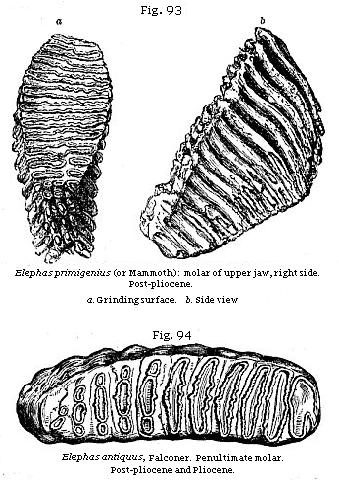 Fig. 93
a
b
Elephas primigenius (or Mammoth): molar of upper jaw, right side.
Post-pliocene.
a. Grinding surface. b. Side view
Fig. 94
Elephas antiquus, Falconer. Penultimate molar.
Post-pliocene and Pliocene.